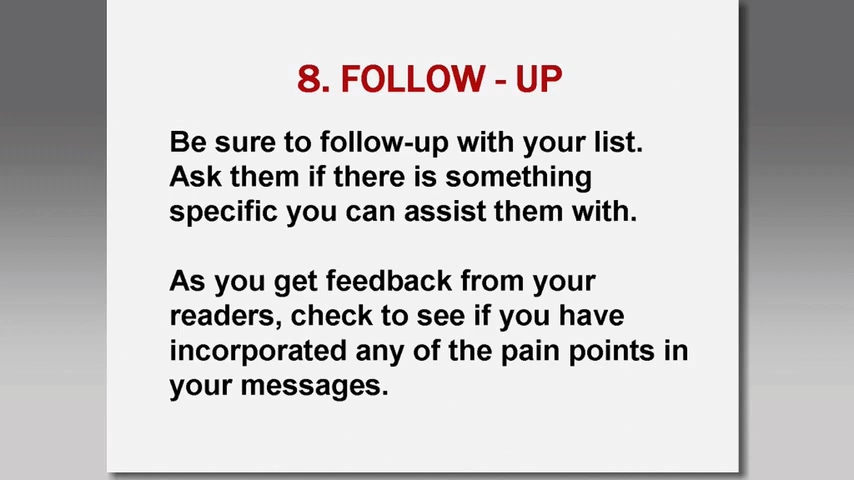 8. FOLLOW - UP
Be sure to follow-up with your list.
Ask them if there is something
specific you can assist them with.
As you get feedback from your
readers, check to see if you have
incorporated any of the pain points in
your messages.